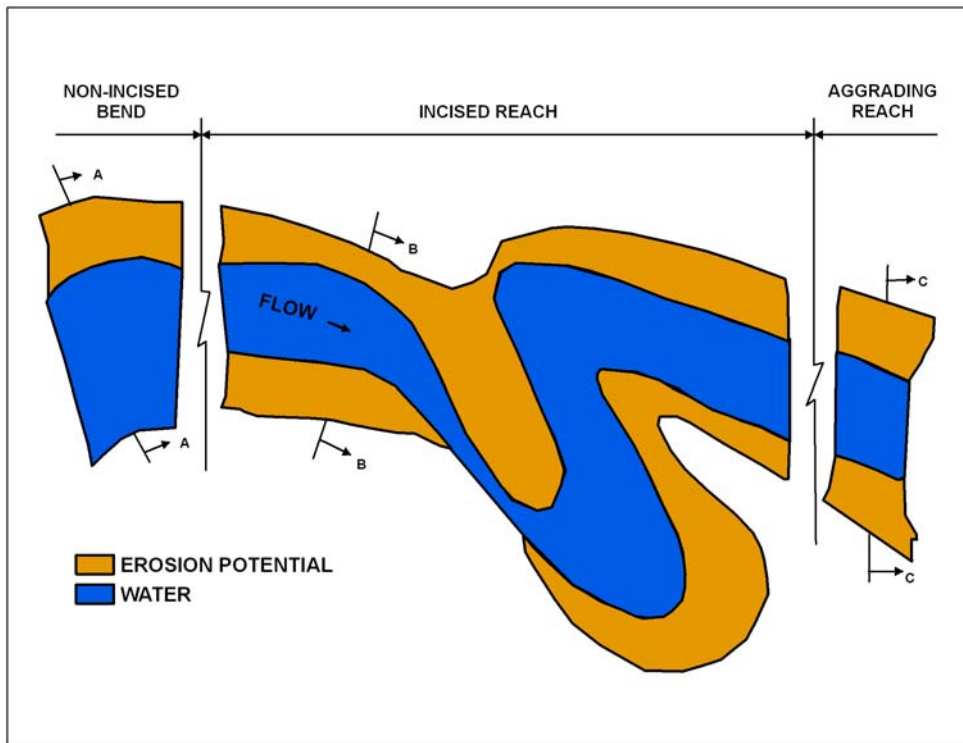 NON-INCISED
BEND
INCISED REACH
AGGRADING
REACH
A
B
C
FLOW
A
B
C
EROSION POTENTIAL
WATER